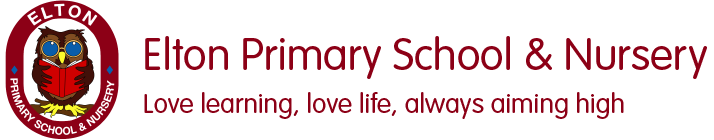 ELTON
PRIMARY SCHOOL & NURSERY
Elton Primary School & Nursery
Love learning, love life, always aiming high